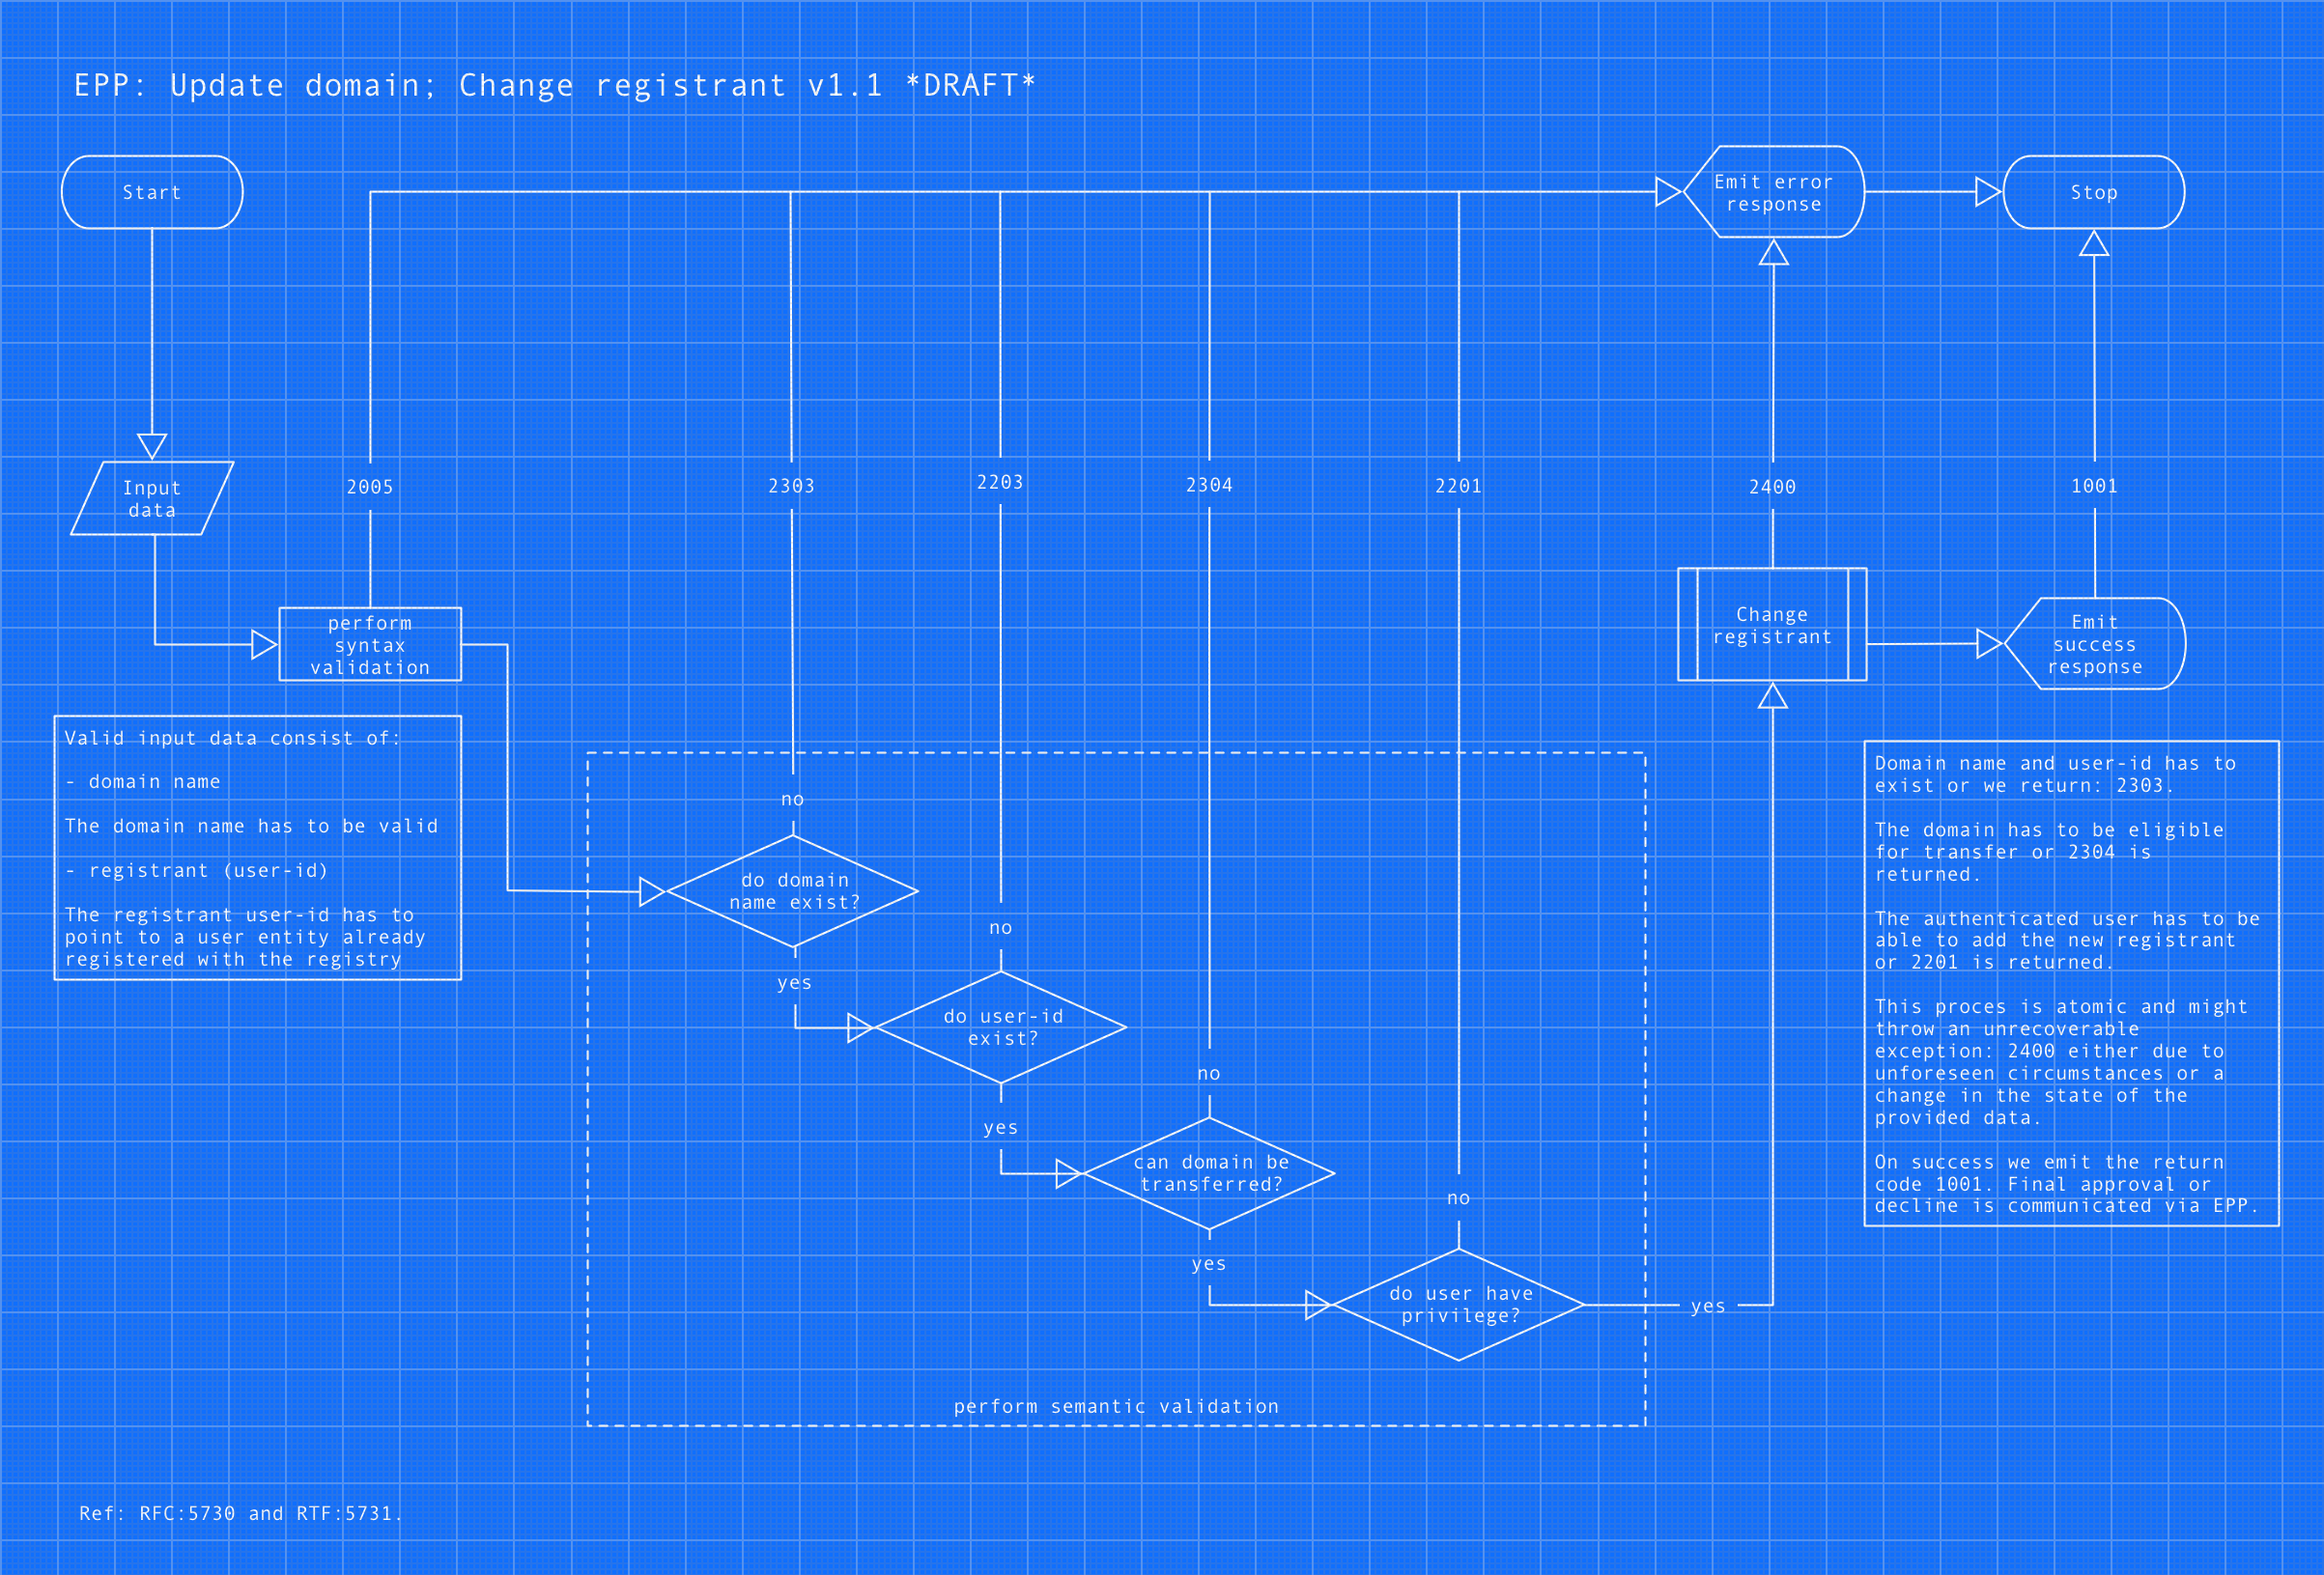 EPP: Update domain; Change registrant v1.1 *DRAFT*
Start
Emit error
response
Stop
Input
data
2005
2303
2203
2304
2201
2400
1001
perform
syntax
validation
Change
registrant
Emit
success
response
Valid input data consist of:
- domain name
The domain name has to be valid
- registrant (user-id)
The registrant user-id has to
point to a user entity already
registered with the registry
no
do domain
name exist?
yes
no
do user-id
exist?
yes
no
can domain be
transferred?
yes
no
do user have
privilege?
yes
perform semantic validation
Domain name and user-id has to
exist or we return: 2303.
The domain has to be eligible
for transfer or 2304 is
returned.
The authenticated user has to be
able to add the new registrant
or 2201 is returned.
This proces is atomic and might
throw an unrecoverable
exception: 2400 either due to
unforeseen circumstances or a
change in the state of the
provided data.
On success we emit the return
code 1001. Final approval or
decline is communicated via EPP.
Ref: RFC:5730 and RTF:5731.